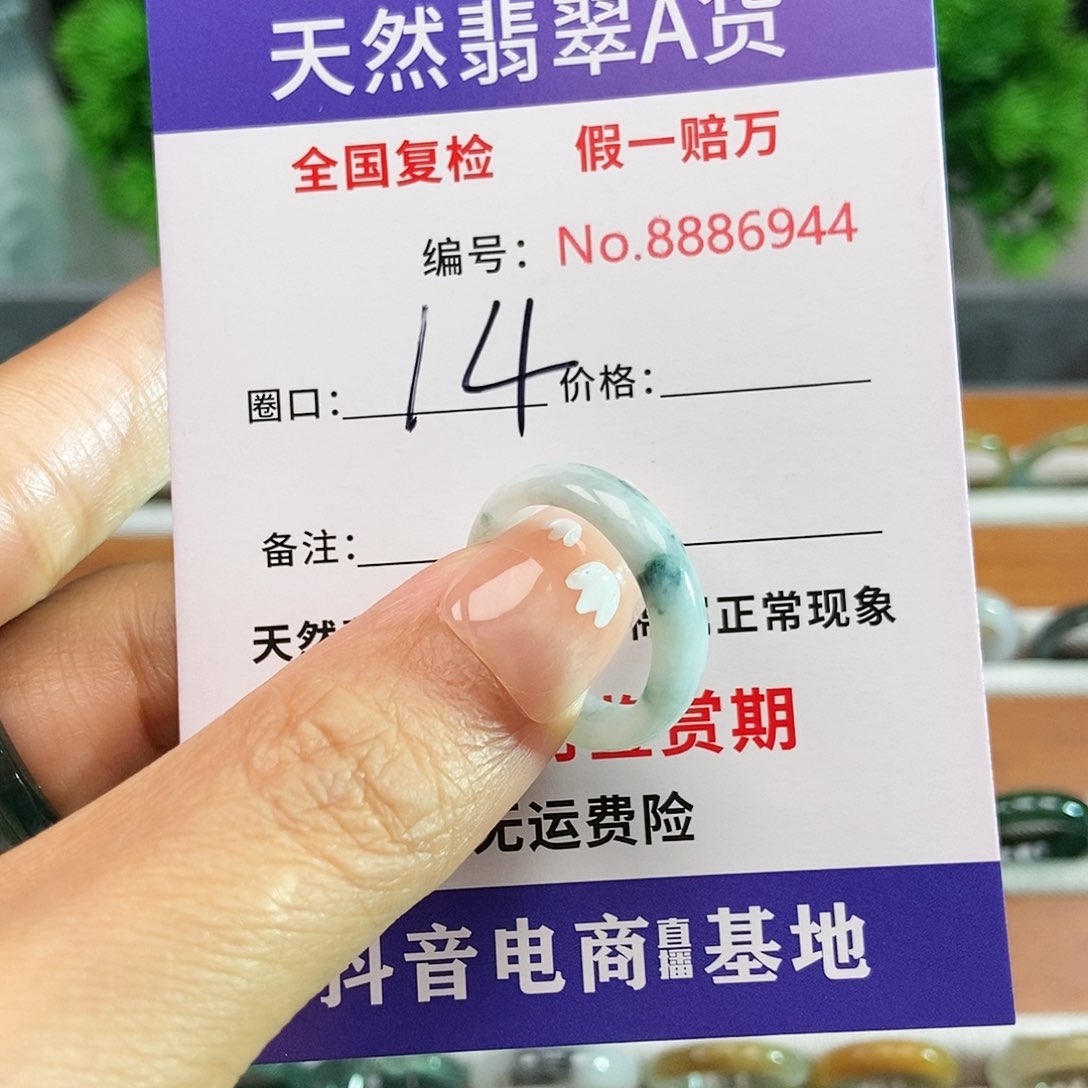 天然翡翠A货
全国复检 假一赔万
编号：No.8886944
圈口：14 价格：
备注：
天然 正常现象
赏期
无运费险
抖音电商直播基地